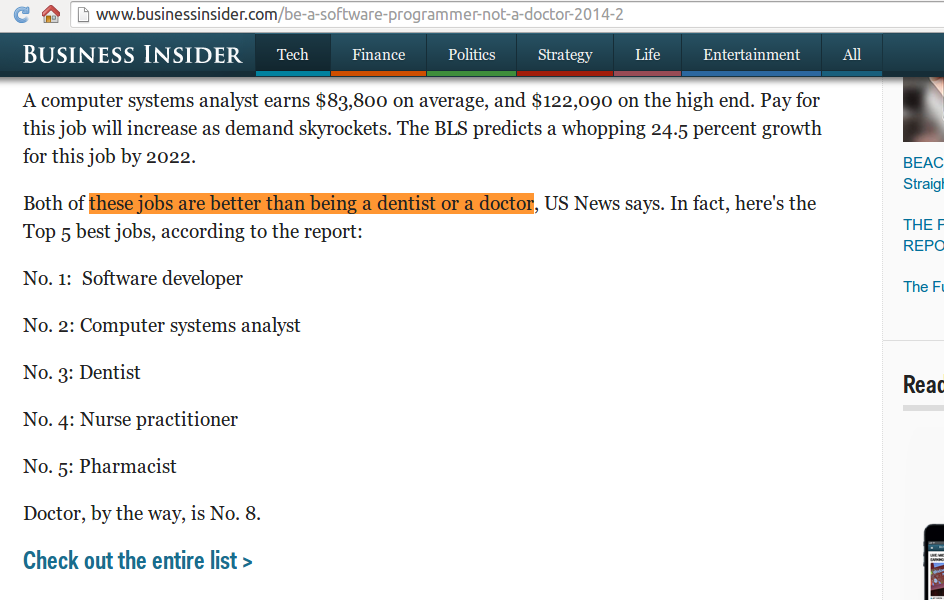 www.businessinsider.com/be-a-software-programmer-not-a-doctor-2014-2
BUSINESS INSIDER Tech Finance Politics Strategy Life Entertainment All
A computer systems analyst earns $83,800 on average, and $122,090 on the high end. Pay for
this job will increase as demand skyrockets. The BLS predicts a whopping 24.5 percent growth
for this job by 2022.
Both of these jobs are better than being a dentist or a doctor, US News says. In fact, here's the
Top 5 best jobs, according to the report:
No. 1:  Software developer
No. 2: Computer systems analyst
No. 3: Dentist
No. 4: Nurse practitioner
No. 5: Pharmacist
Doctor, by the way, is No. 8.
Check out the entire list >
BEAC
Straigh
THE F
REPO
The Fu
Read